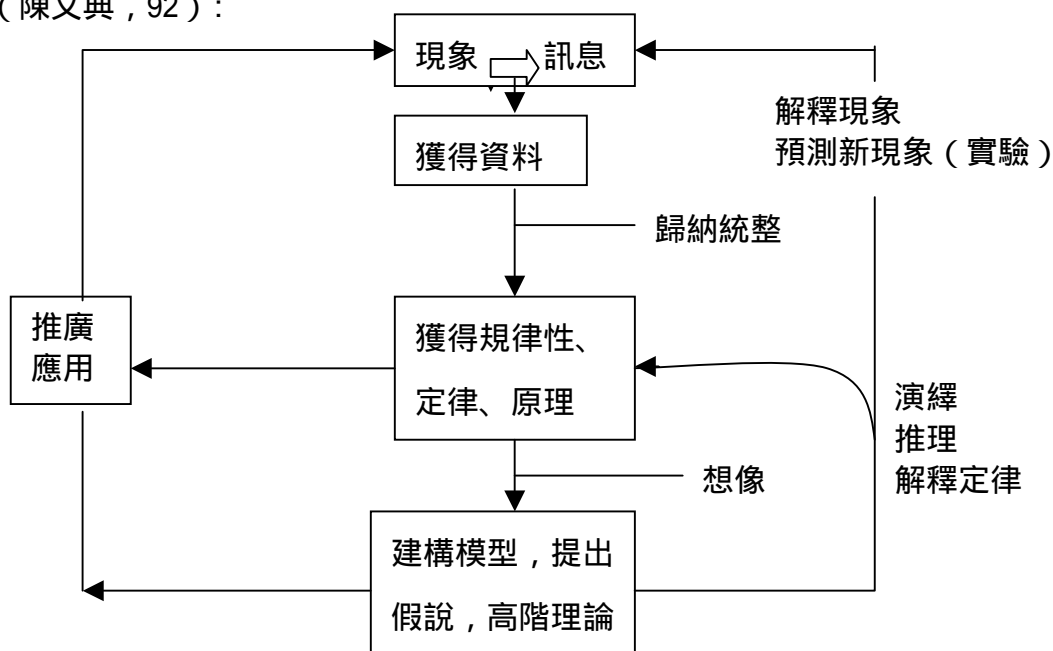 （陳文典，92）：
現象 訊息
解釋現象
預測新現象（實驗）
獲得資料
歸納統整
推廣
應用
獲得規律性、
定律、原理
演繹
推理
解釋定律
想像
建構模型，提出
假說，高階理論